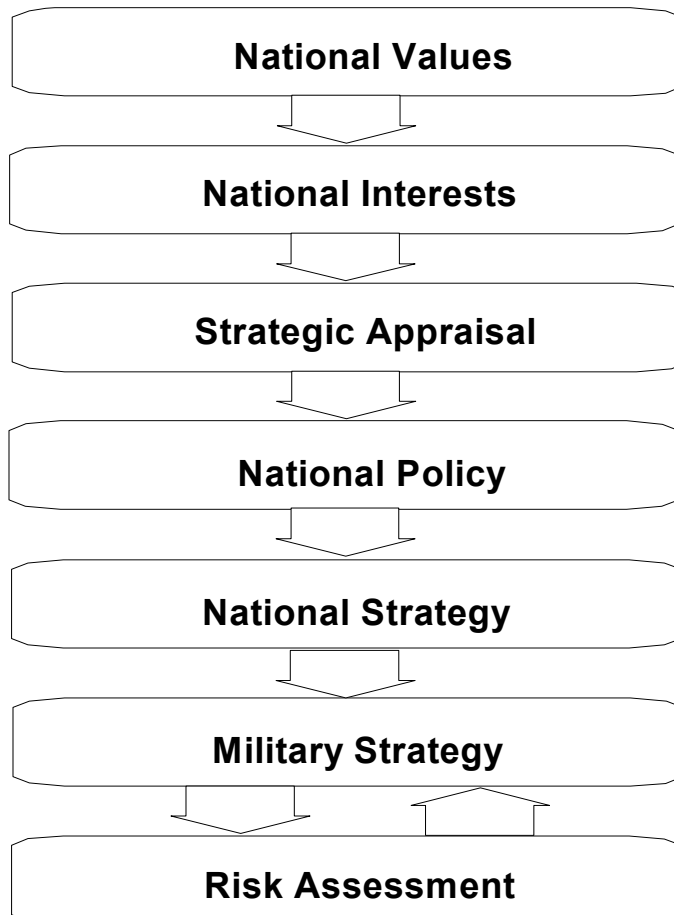 National Values
National Interests
Strategic Appraisal
National Policy
National Strategy
Military Strategy
Risk Assessment